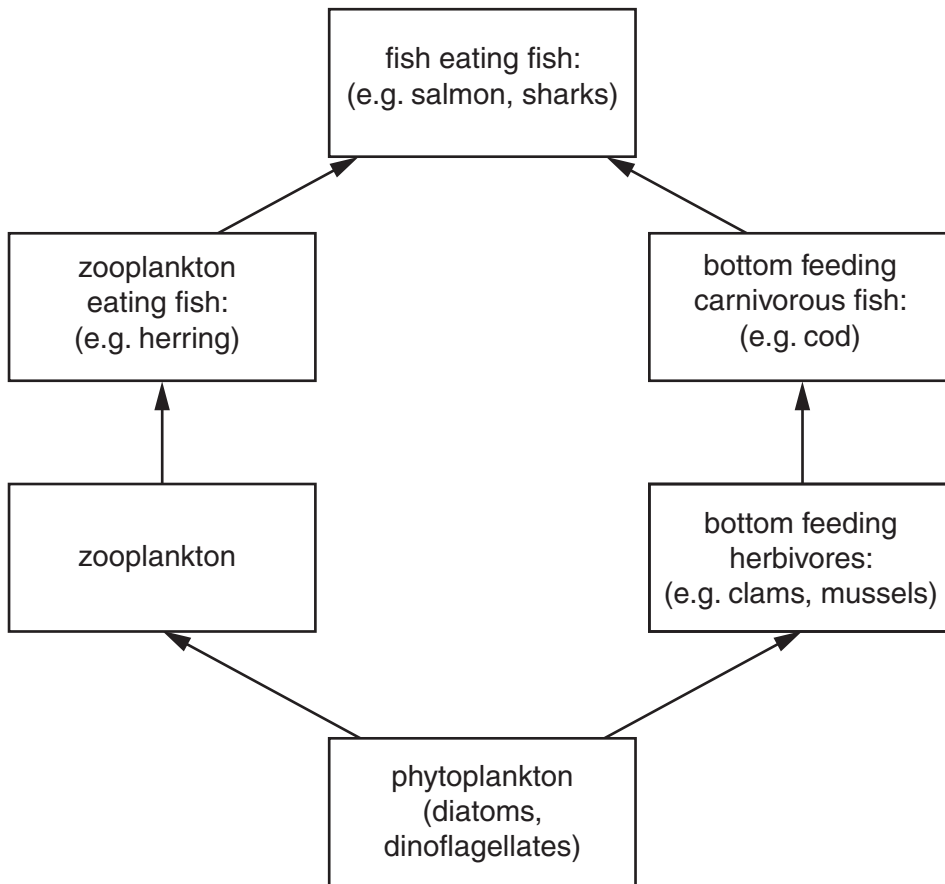 fish eating fish:
(e.g. salmon, sharks)
zooplankton
eating fish:
(e.g. herring)
bottom feeding
carnivorous fish:
(e.g. cod)
zooplankton
bottom feeding
herbivores:
(e.g. clams, mussels)
phytoplankton
(diatoms,
dinoflagellates)